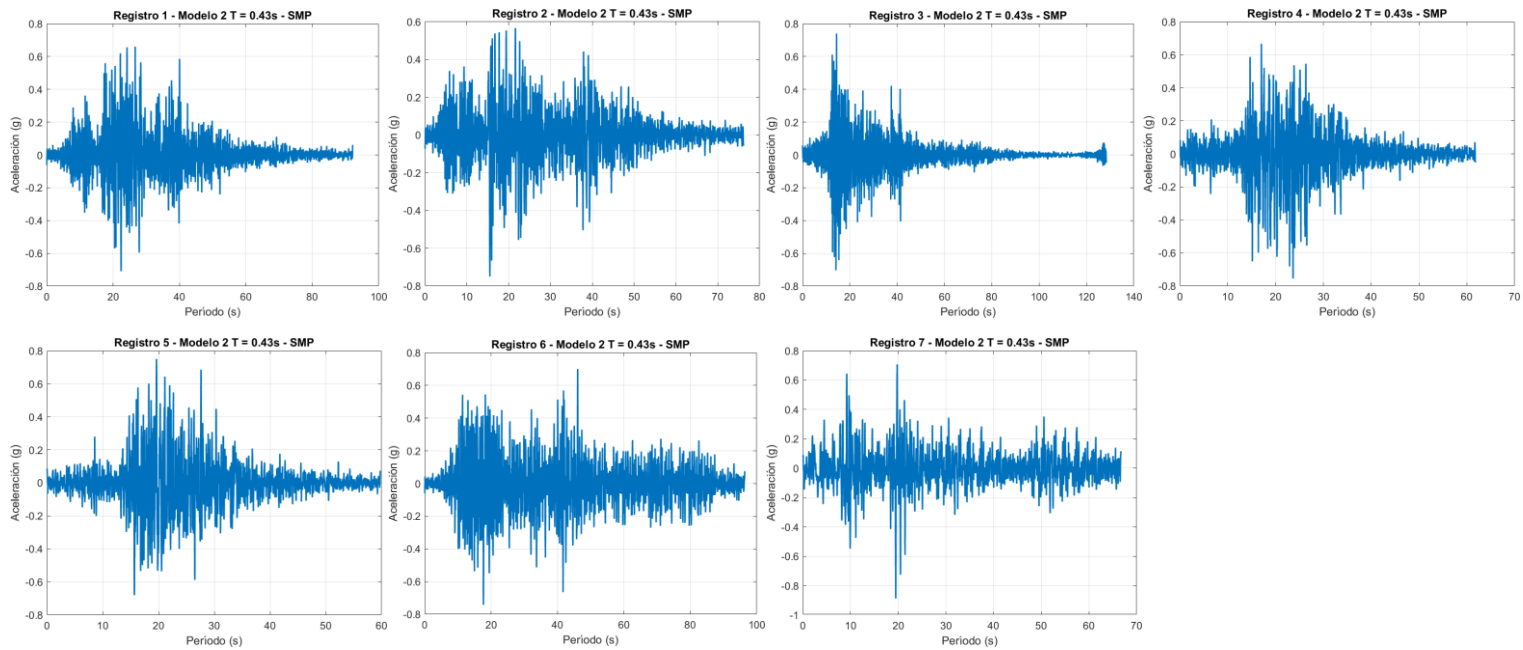 Registro 1 - Modelo 2 T = 0.43s - SMP
0.8
0.6
0.4
0.2
0
-0.2
-0.4
-0.6
-0.8
Aceleración (g)
0 20 40 60 80 100
Periodo (s)
Registro 2 - Modelo 2 T = 0.43s - SMP
0.6
0.4
0.2
0
-0.2
-0.4
-0.6
-0.8
Aceleración (g)
0 10 20 30 40 50 60 70 80
Periodo (s)
Registro 3 - Modelo 2 T = 0.43s - SMP
0.8
0.6
0.4
0.2
0
-0.2
-0.4
-0.6
-0.8
Aceleración (g)
0 20 40 60 80 100 120 140
Periodo (s)
Registro 4 - Modelo 2 T = 0.43s - SMP
0.8
0.6
0.4
0.2
0
-0.2
-0.4
-0.6
-0.8
Aceleración (g)
0 10 20 30 40 50 60 70
Periodo (s)
Registro 5 - Modelo 2 T = 0.43s - SMP
0.8
0.6
0.4
0.2
0
-0.2
-0.4
-0.6
-0.8
Aceleración (g)
0 10 20 30 40 50 60
Periodo (s)
Registro 6 - Modelo 2 T = 0.43s - SMP
0.8
0.6
0.4
0.2
0
-0.2
-0.4
-0.6
-0.8
Aceleración (g)
0 20 40 60 80 100
Periodo (s)
Registro 7 - Modelo 2 T = 0.43s - SMP
0.8
0.6
0.4
0.2
0
-0.2
-0.4
-0.6
-0.8
-1
Aceleración (g)
0 10 20 30 40 50 60 70
Periodo (s)